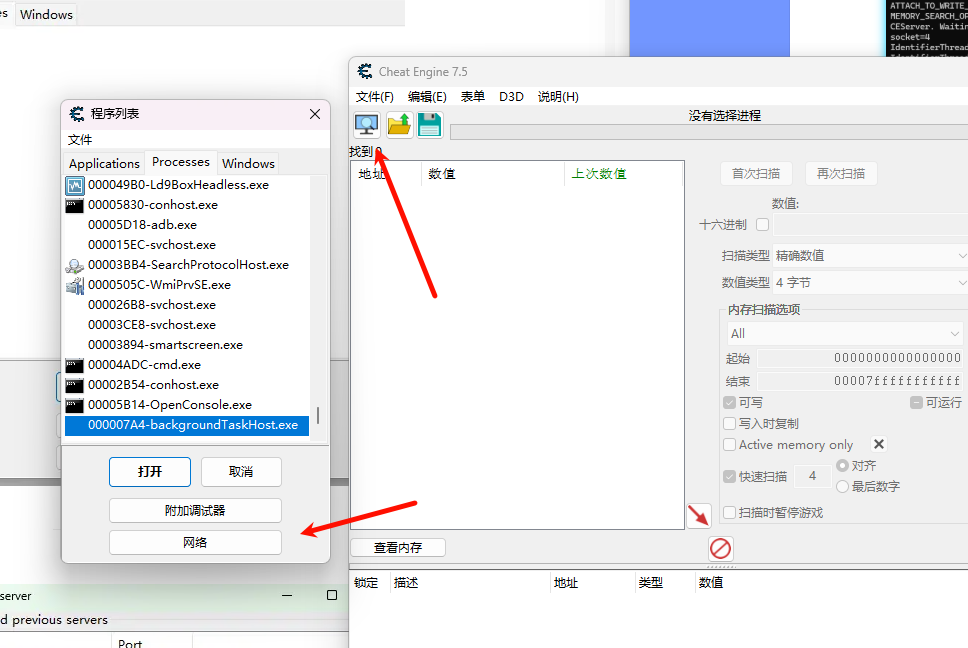 es Windows
ATTACH_TO_WRITE_
MEMORY_SEARCH_OP
CEServer. Waitin
socket=4
IdentifierThread
Cheat Engine 7.5
文件(F) 编辑(E) 表单 D3D 说明(H)
没有选择进程
找到 0
地址 数值 上次数值
首次扫描 再次扫描
数值:
十六进制
扫描类型 精确数值
数值类型 4 字节
内存扫描选项
All
起始 0000000000000000
结束 00007fffffffffff
可写 可运行
写入时复制
Active memory only
快速扫描 4 对齐
最后数字
扫描时暂停游戏
查看内存
锁定 描述 地址 类型 数值
程序列表
文件
Applications Processes Windows
000049B0-Ld9BoxHeadless.exe
00005830-conhost.exe
00005D18-adb.exe
000015EC-svchost.exe
00003BB4-SearchProtocolHost.exe
0000505C-WmiPrvSE.exe
000026B8-svchost.exe
00003CE8-svchost.exe
00003894-smartscreen.exe
00004ADC-cmd.exe
00002B54-conhost.exe
00005B14-OpenConsole.exe
000007A4-backgroundTaskHost.exe
打开 取消
附加调试器
网络
server
d previous servers
Port